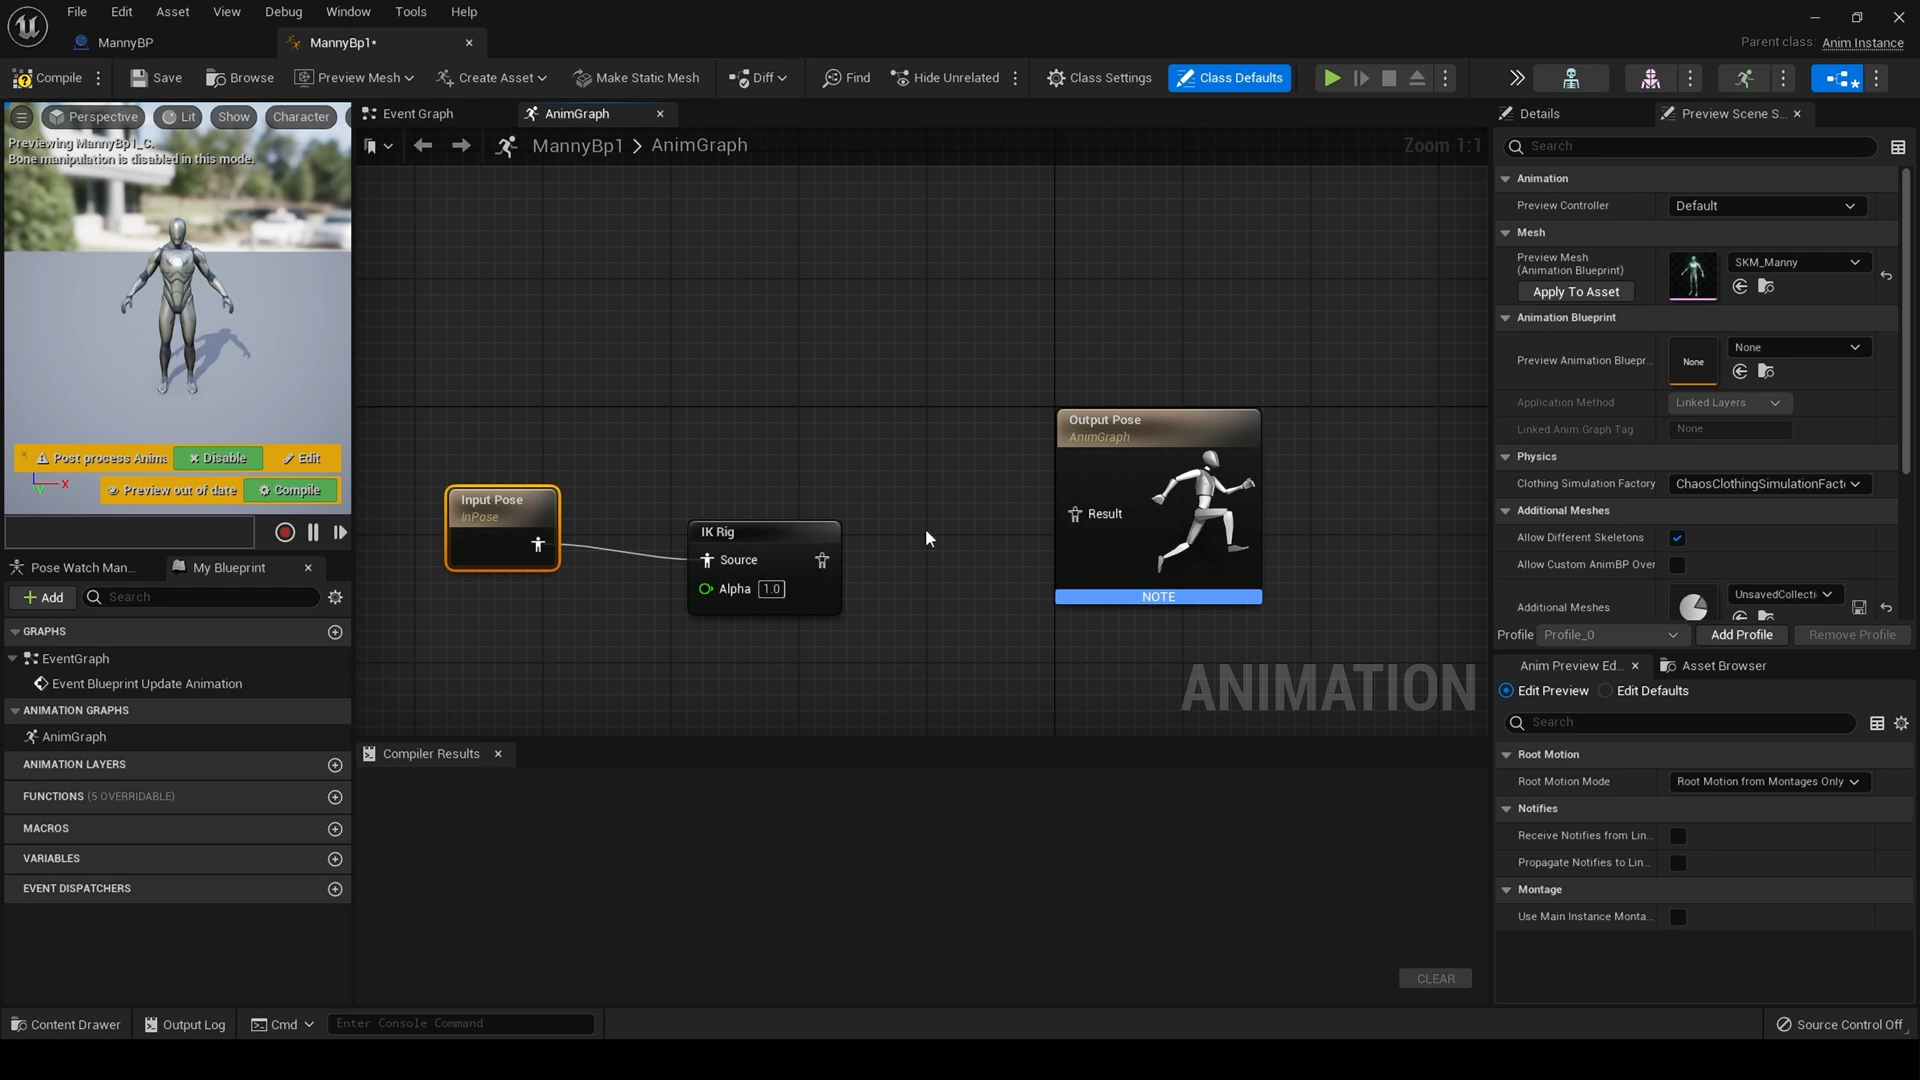 File Edit Asset View Debug Window Tools Help
MannyBP
MannyBp1*
Parent class: Anim Instance
Compile
Save
Browse
Preview Mesh
Create Asset
Make Static Mesh
Diff
Find
Hide Unrelated
Class Settings
Class Defaults
Perspective
Lit
Show
Character
Previewing MannyBp1_C.
Bone manipulation is disabled in this mode.
Post process Anima
Disable
Edit
Preview out of date
Compile
X
Pose Watch Man...
My Blueprint
Add
Search
GRAPHS
EventGraph
Event Blueprint Update Animation
ANIMATION GRAPHS
AnimGraph
ANIMATION LAYERS
FUNCTIONS (5 OVERRIDABLE)
MACROS
VARIABLES
EVENT DISPATCHERS
Event Graph
AnimGraph
MannyBp1 > AnimGraph
Zoom 1:1
Input Pose
InPose
IK Rig
Source
Alpha 1.0
Output Pose
AnimGraph
Result
NOTE
ANIMATION
Compiler Results
CLEAR
Details
Preview Scene S...
Search
Animation
Preview Controller
Default
Mesh
Preview Mesh
(Animation Blueprint)
Apply To Asset
SKM_Manny
Animation Blueprint
Preview Animation Bluepr...
None
None
Application Method
Linked Layers
Linked Anim Graph Tag
None
Physics
Clothing Simulation Factory
ChaosClothingSimulationFact
Additional Meshes
Allow Different Skeletons
Allow Custom AnimBP Over
Additional Meshes
UnsavedCollecti
Profile
Profile_0
Add Profile
Remove Profile
Anim Preview Ed...
Asset Browser
Edit Preview
Edit Defaults
Search
Root Motion
Root Motion Mode
Root Motion from Montages Only
Notifies
Receive Notifies from Lin...
Propagate Notifies to Lin...
Montage
Use Main Instance Monta...
Content Drawer
Output Log
Cmd
Enter Console Command
Source Control Off